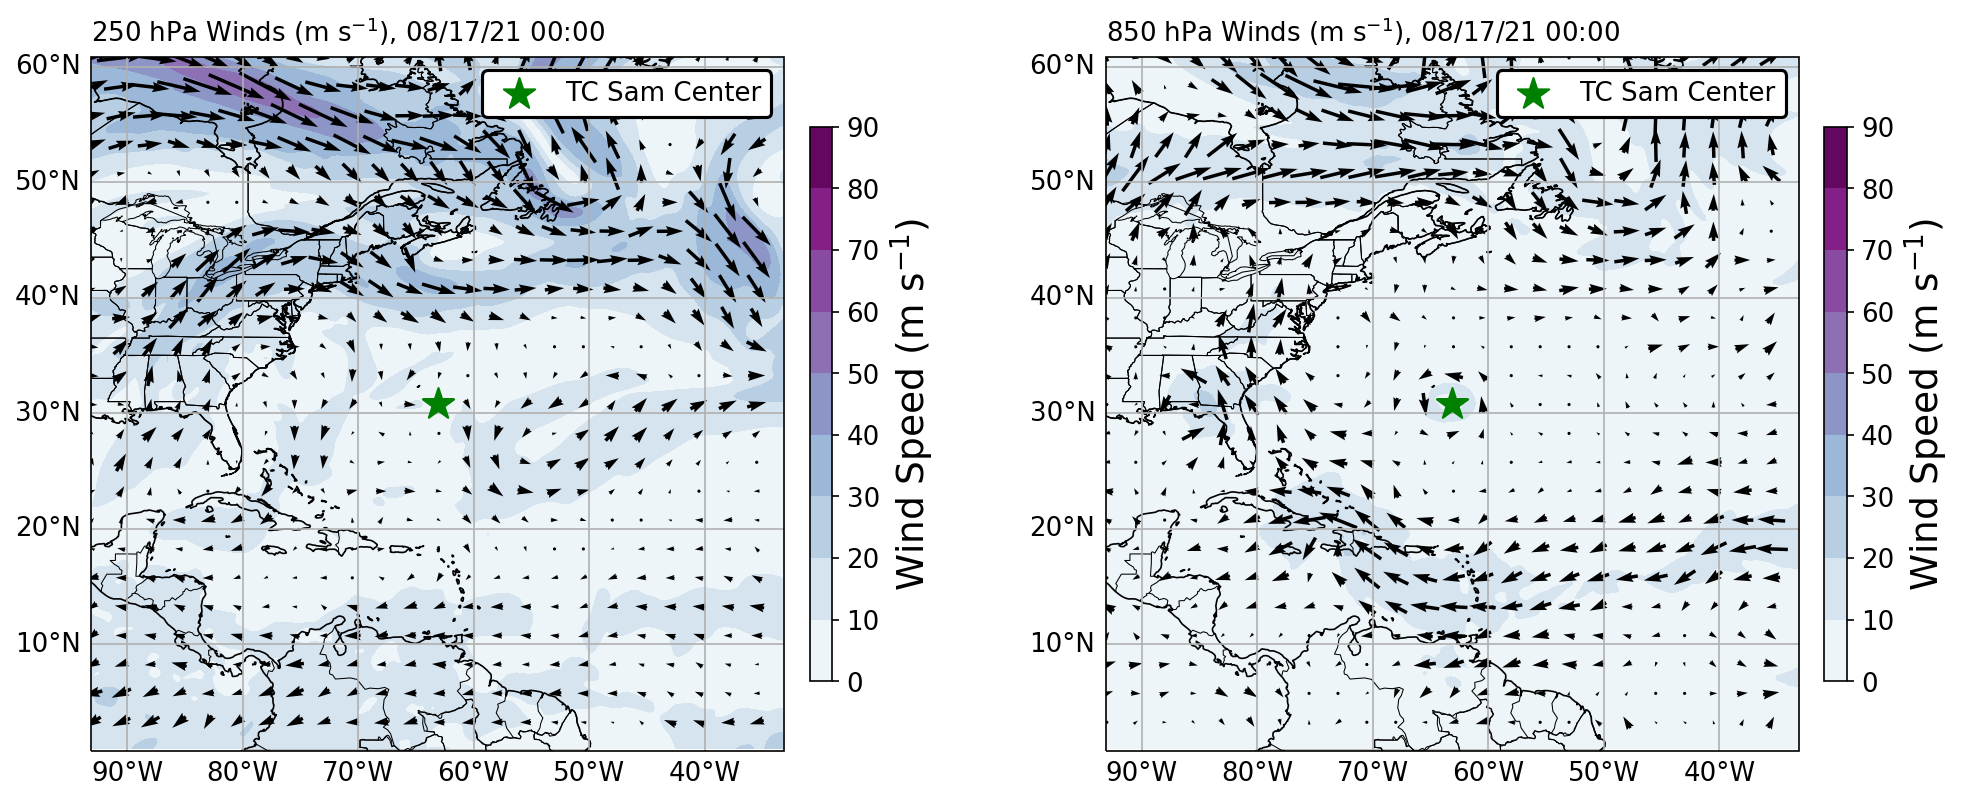 250 hPa Winds (m s⁻¹), 08/17/21 00:00
TC Sam Center
60°N
50°N
40°N
30°N
20°N
10°N
90°W 80°W 70°W 60°W 50°W 40°W
90
80
70
60
50
40
30
20
10
0
Wind Speed (m s⁻¹)
850 hPa Winds (m s⁻¹), 08/17/21 00:00
TC Sam Center
60°N
50°N
40°N
30°N
20°N
10°N
90°W 80°W 70°W 60°W 50°W 40°W
90
80
70
60
50
40
30
20
10
0
Wind Speed (m s⁻¹)